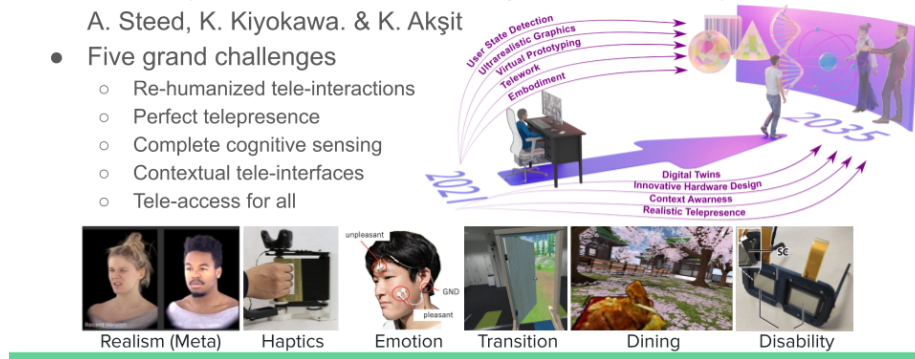 A. Steed, K. Kiyokawa. & K. Akşit
● Five grand challenges
○ Re-humanized tele-interactions
○ Perfect telepresence
○ Complete cognitive sensing
○ Contextual tele-interfaces
○ Tele-access for all
User State Detection
Ultrarealistic Graphics
Virtual Prototyping
Telework
Embodiment
2021
2035
Digital Twins
Innovative Hardware Design
Context Awarness
Realistic Telepresence
unpleasant
GND
pleasant
SC
Realism (Meta)
Haptics
Emotion
Transition
Dining
Disability